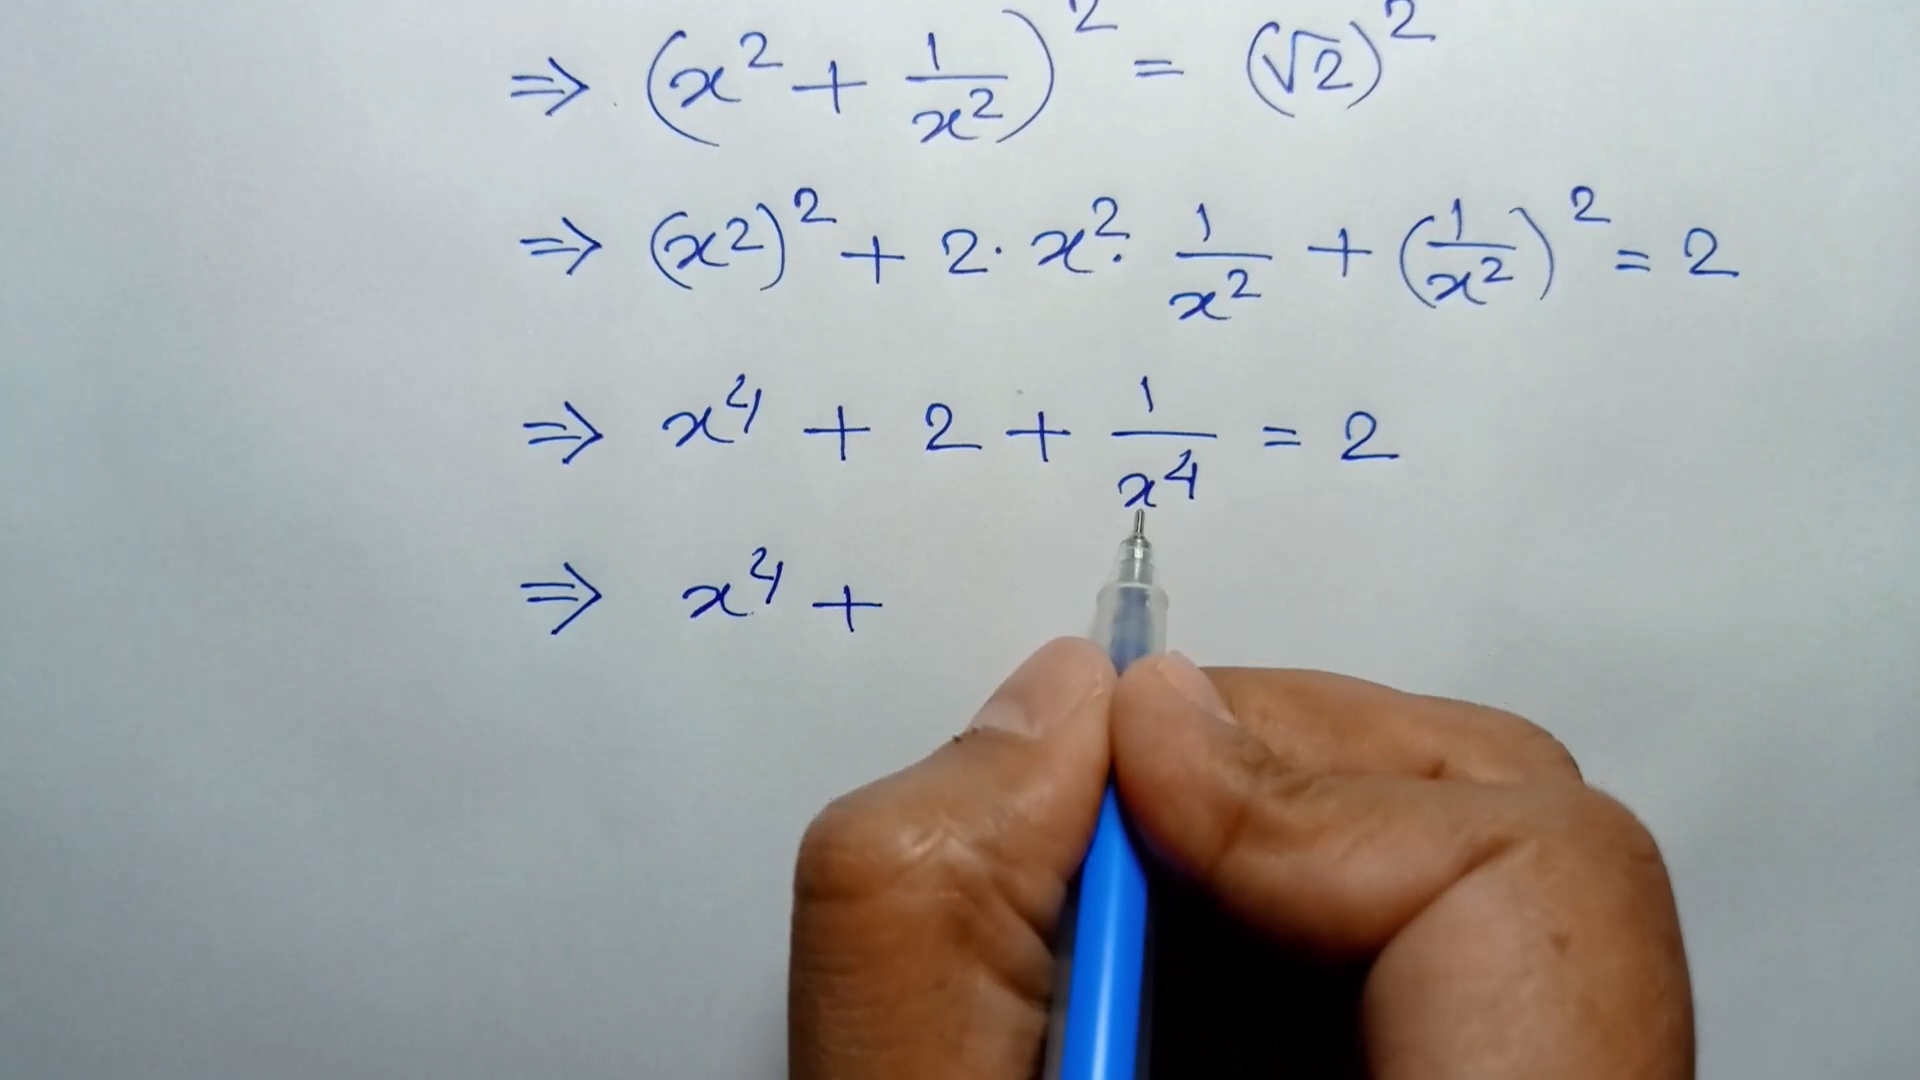 ⇒ (x² + 1/x²)² = (√2)²
⇒ (x²)² + 2·x²·1/x² + (1/x²)² = 2
⇒ x⁴ + 2 + 1/x⁴ = 2
⇒ x⁴ +